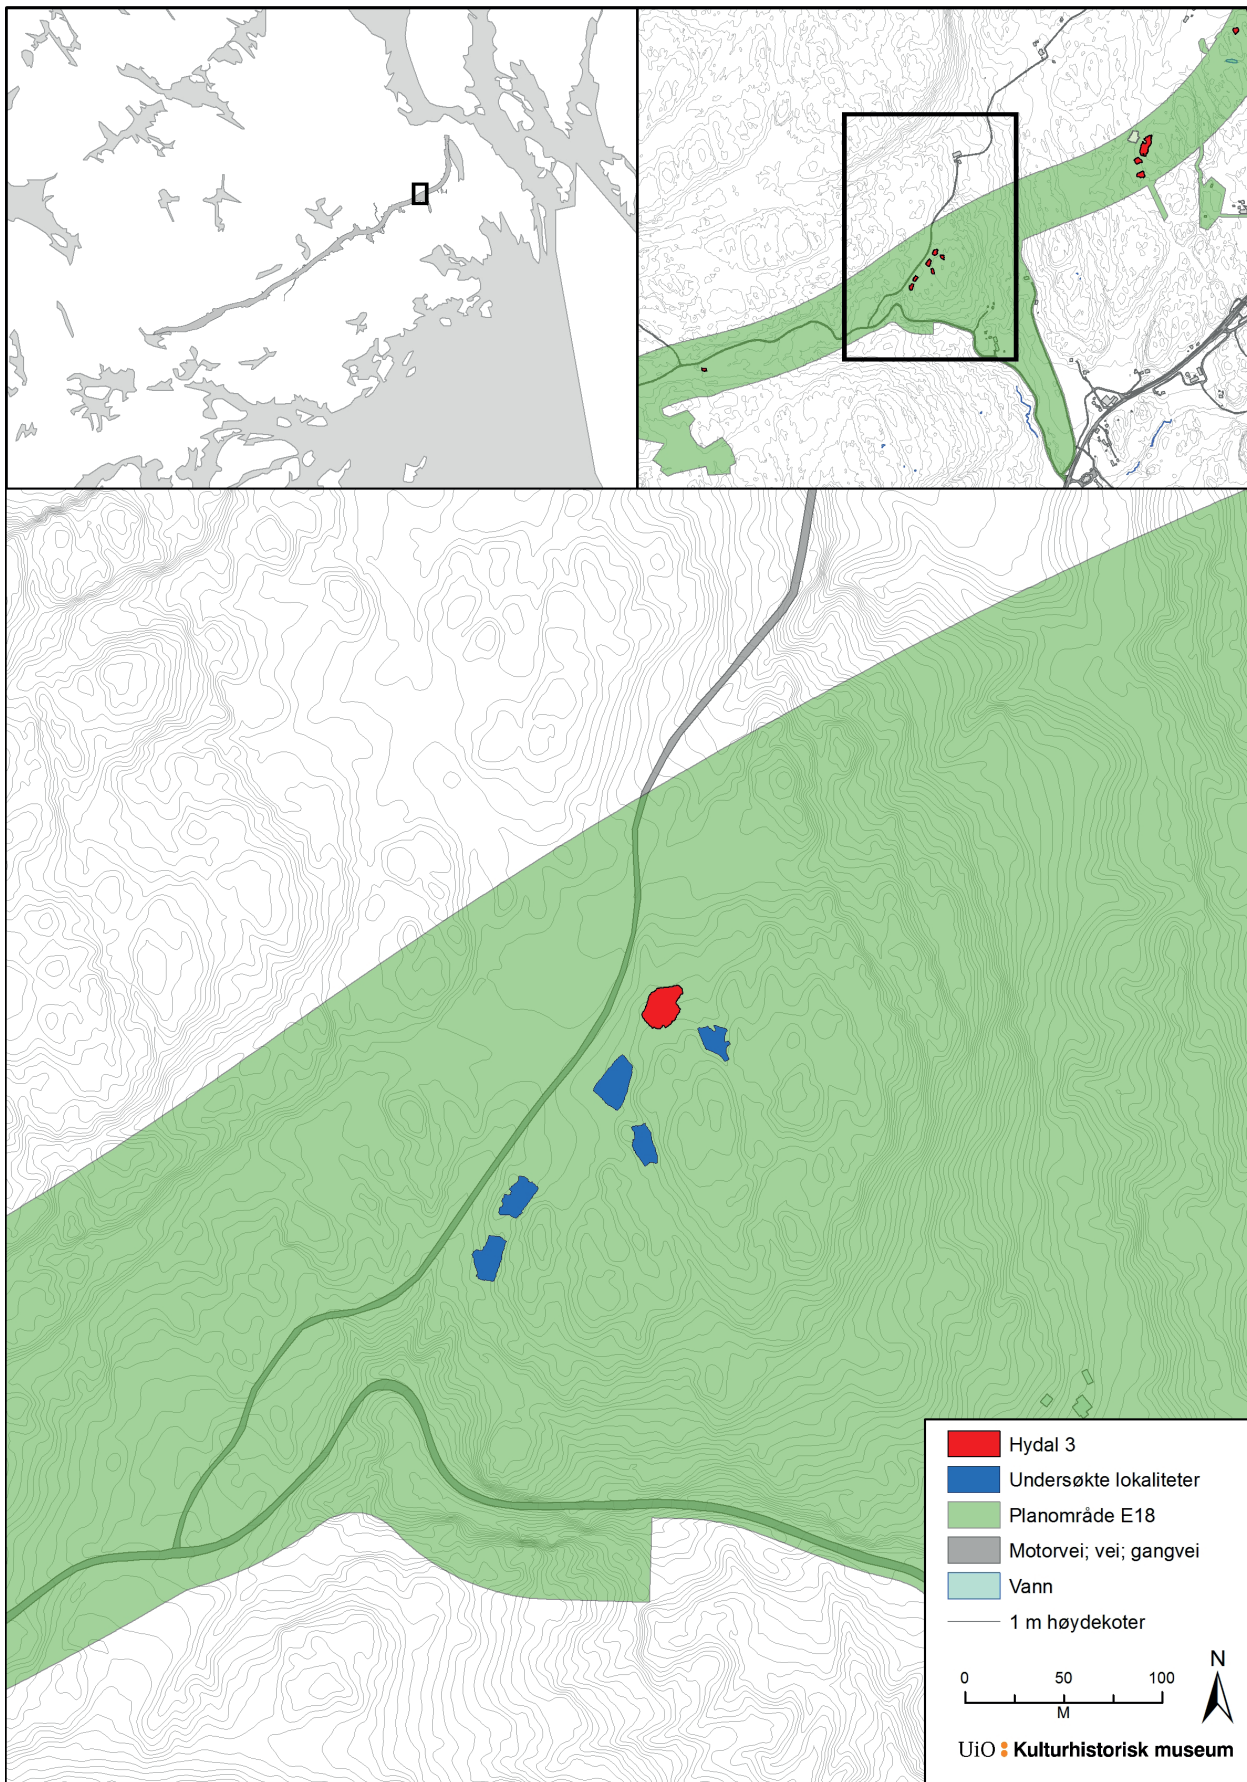 Hydal 3
Undersøkte lokaliteter
Planområde E18
Motorvei; vei; gangvei
Vann
1 m høydekoter
N
0 50 100
M
UiO Kulturhistorisk museum